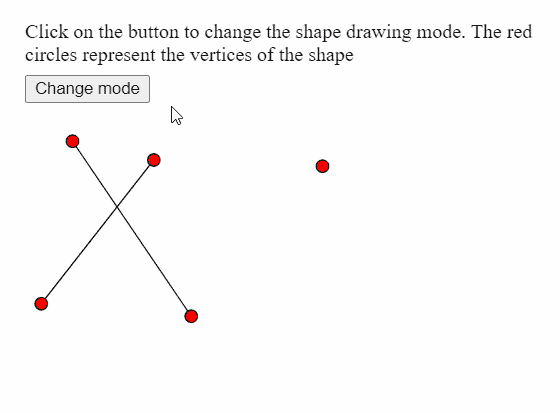 Click on the button to change the shape drawing mode. The red
circles represent the vertices of the shape
Change mode